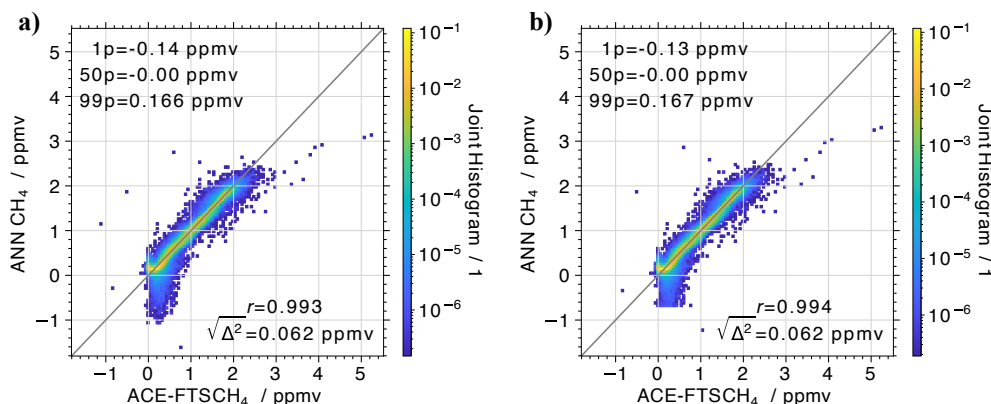 a)
1p=-0.14 ppmv
50p=-0.00 ppmv
99p=0.166 ppmv
r=0.993
√Δ²=0.062 ppmv
5
4
3
2
1
0
−1
−1 0 1 2 3 4 5
ANN CH₄ / ppmv
ACE-FTSCH₄ / ppmv
10⁻¹
10⁻²
10⁻³
10⁻⁴
10⁻⁵
10⁻⁶
Joint Histogram / 1
b)
1p=-0.13 ppmv
50p=-0.00 ppmv
99p=0.167 ppmv
r=0.994
√Δ²=0.062 ppmv
5
4
3
2
1
0
−1
−1 0 1 2 3 4 5
ANN CH₄ / ppmv
ACE-FTSCH₄ / ppmv
10⁻¹
10⁻²
10⁻³
10⁻⁴
10⁻⁵
10⁻⁶
Joint Histogram / 1